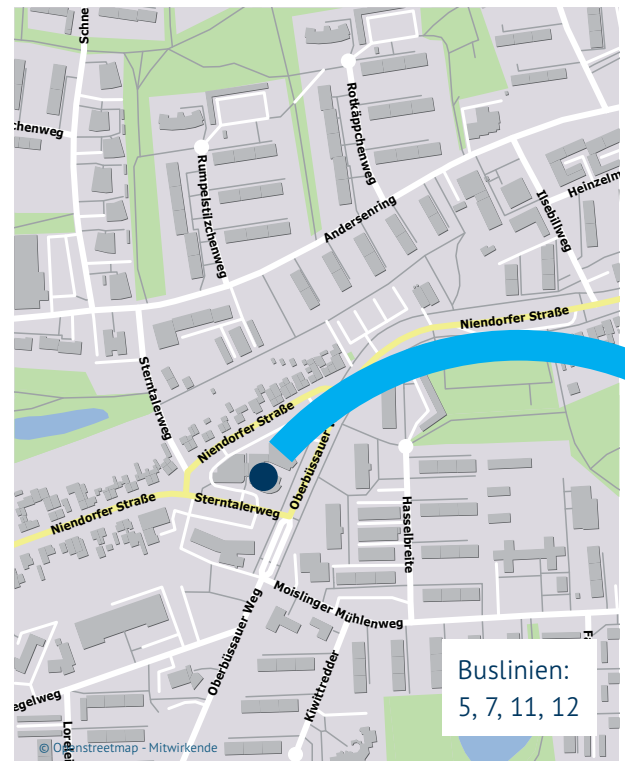 Schne
chenweg
Rotkäppchenweg
Rumpelstilzchenweg
Andersenring
Ilsebillweg
Heinzelm
Niendorfer Straße
Sterntalerweg
Niendorfer Straße
Oberbüssauer
Niendorfer Straße
Sterntalerweg
Hasselbreite
Moislinger Mühlenweg
Oberbüssauer Weg
Kiwittredder
egelweg
Lorelei
Buslinien:
5, 7, 11, 12
© Openstreetmap - Mitwirkende